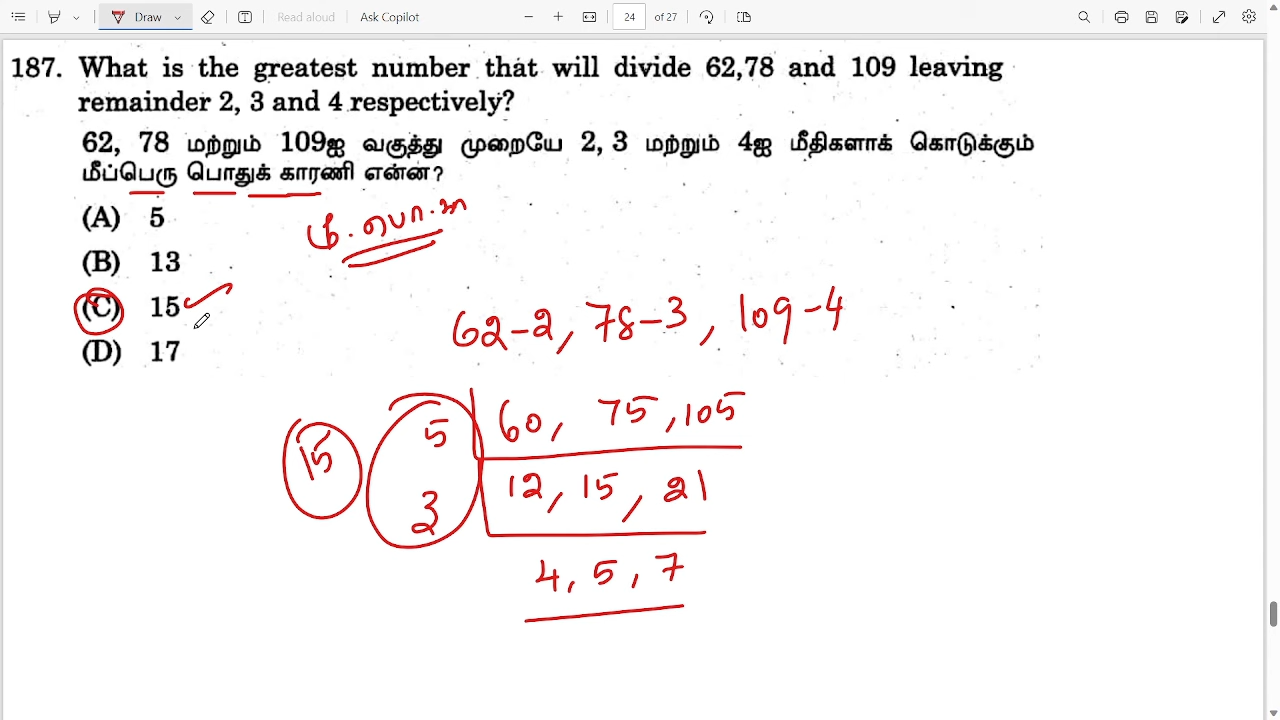 Draw
Read aloud
Ask Copilot
24
of 27
187. What is the greatest number that will divide 62,78 and 109 leaving
remainder 2, 3 and 4 respectively?
62, 78 மற்றும் 109ஐ வகுத்து முறையே 2, 3 மற்றும் 4ஐ மீதிகளாக் கொடுக்கும்
மீப்பெரு பொதுக் காரணி என்ன?
(A) 5
மீ.பொ.கா
(B) 13
(C) 15
62-2, 78-3, 109-4
(D) 17
15 5 60, 75, 105
3 12, 15, 21
4, 5, 7